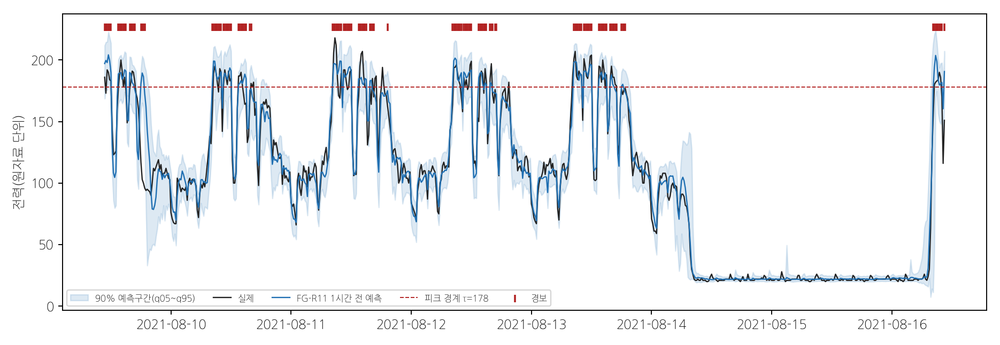 전력(원자료 단위)
200
150
100
50
0
90% 예측구간(q05~q95)
실제
FG-R11 1시간 전 예측
피크 경계 τ=178
경보
2021-08-10
2021-08-11
2021-08-12
2021-08-13
2021-08-14
2021-08-15
2021-08-16